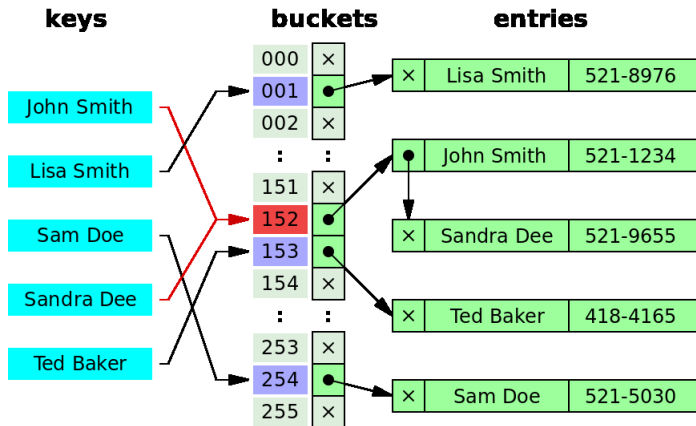 keys
buckets
entries
John Smith
Lisa Smith
Sam Doe
Sandra Dee
Ted Baker
000 ×
001
002 ×
: :
151 ×
152
153
154 ×
: :
253 ×
254
255 ×
× Lisa Smith 521-8976
John Smith 521-1234
× Sandra Dee 521-9655
× Ted Baker 418-4165
× Sam Doe 521-5030